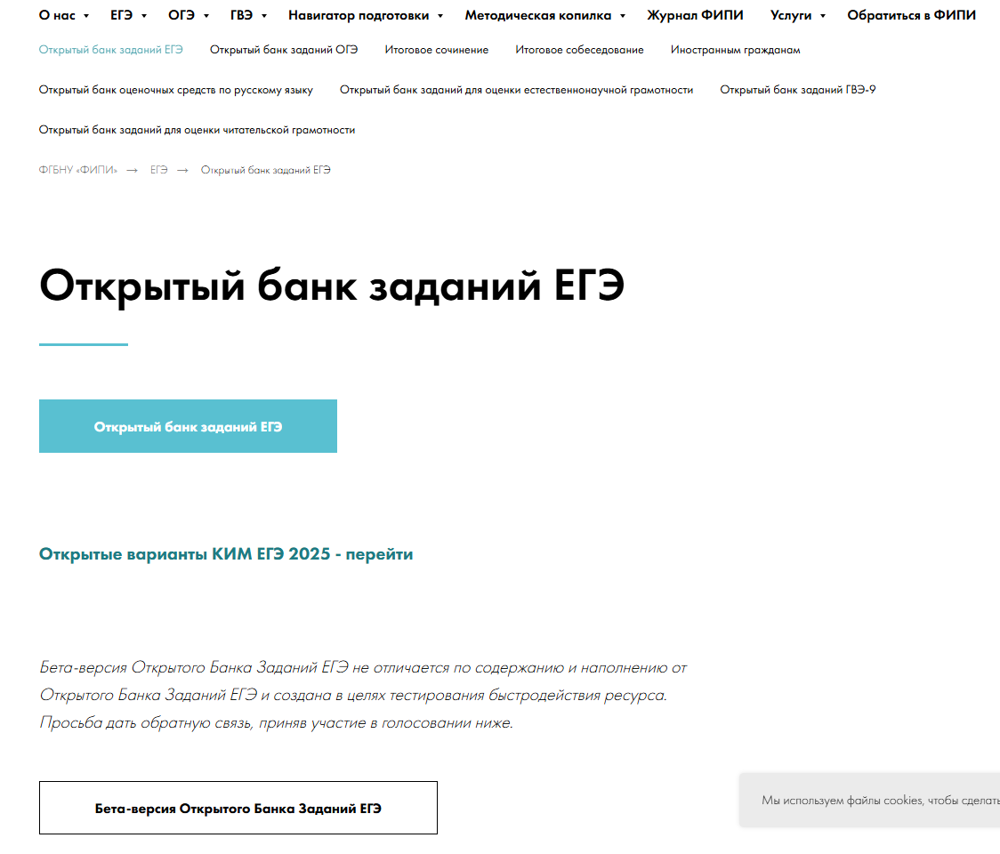 О нас ЕГЭ ОГЭ ГВЭ Навигатор подготовки Методическая копилка Журнал ФИПИ Услуги Обратиться в ФИПИ
Открытый банк заданий ЕГЭ Открытый банк заданий ОГЭ Итоговое сочинение Итоговое собеседование Иностранным гражданам
Открытый банк оценочных средств по русскому языку Открытый банк заданий для оценки естественнонаучной грамотности Открытый банк заданий ГВЭ-9
Открытый банк заданий для оценки читательской грамотности
ФГБНУ «ФИПИ» → ЕГЭ → Открытый банк заданий ЕГЭ
Открытый банк заданий ЕГЭ
Открытый банк заданий ЕГЭ
Открытые варианты КИМ ЕГЭ 2025 - перейти
Бета-версия Открытого Банка Заданий ЕГЭ не отличается по содержанию и наполнению от
Открытого Банка Заданий ЕГЭ и создана в целях тестирования быстродействия ресурса.
Просьба дать обратную связь, приняв участие в голосовании ниже.
Бета-версия Открытого Банка Заданий ЕГЭ
Мы используем файлы cookies, чтобы сделать